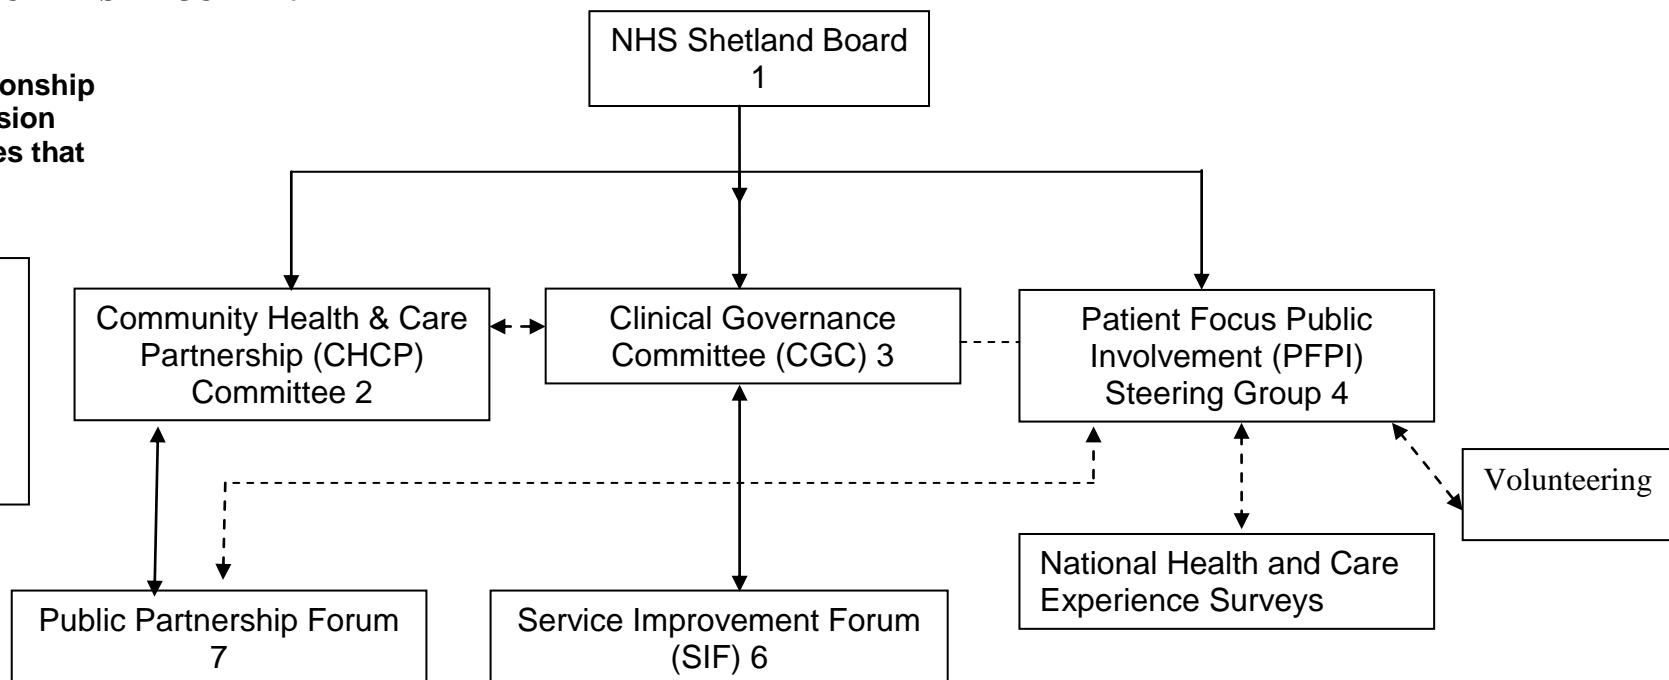 NHS Shetland Board
1
es that
Community Health & Care
Partnership (CHCP)
Committee 2
Clinical Governance
Committee (CGC) 3
Patient Focus Public
Involvement (PFPI)
Steering Group 4
Volunteering
National Health and Care
Experience Surveys
Public Partnership Forum
7
Service Improvement Forum
(SIF) 6